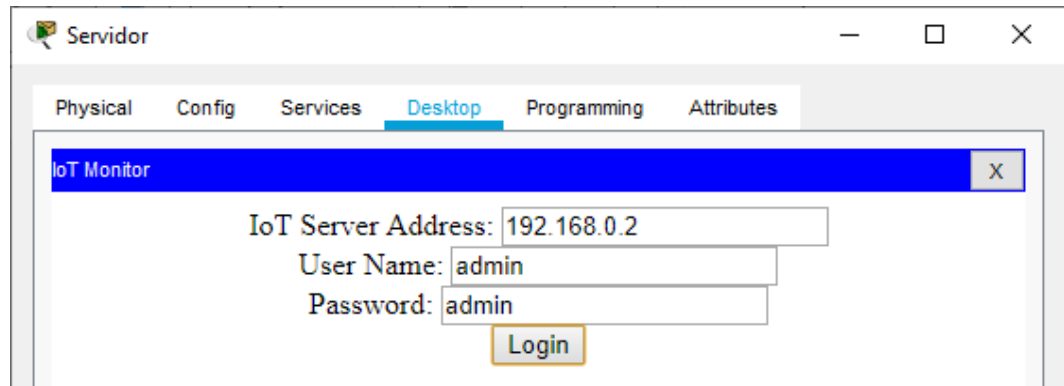 Servidor
Physical Config Services Desktop Programming Attributes
IoT Monitor X
IoT Server Address: 192.168.0.2
User Name: admin
Password: admin
Login